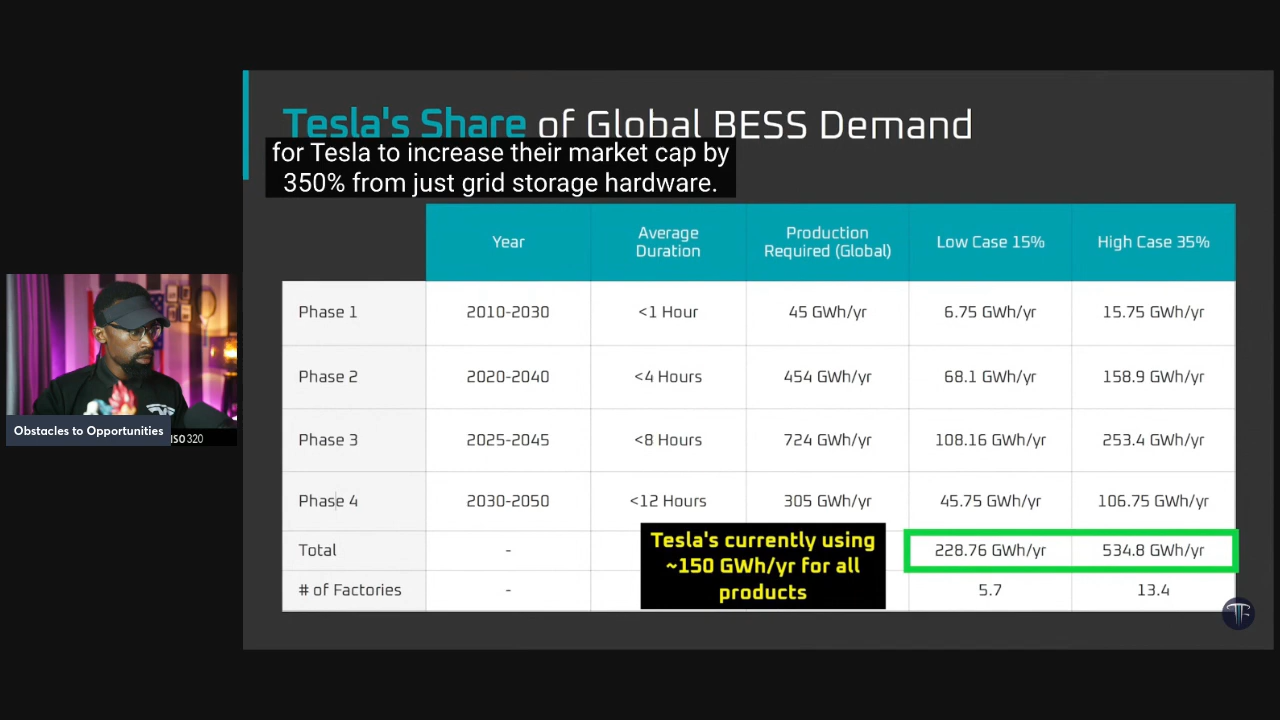 Tesla's Share of Global BESS Demand
for Tesla to increase their market cap by
350% from just grid storage hardware.
Year
Average
Duration
Production
Required (Global)
Low Case 15%
High Case 35%
Phase 1
2010-2030
<1 Hour
45 GWh/yr
6.75 GWh/yr
15.75 GWh/yr
Phase 2
2020-2040
<4 Hours
454 GWh/yr
68.1 GWh/yr
158.9 GWh/yr
Phase 3
2025-2045
<8 Hours
724 GWh/yr
108.16 GWh/yr
253.4 GWh/yr
Phase 4
2030-2050
<12 Hours
305 GWh/yr
45.75 GWh/yr
106.75 GWh/yr
Total
-
Tesla's currently using
~150 GWh/yr for all
products
228.76 GWh/yr
534.8 GWh/yr
# of Factories
-
5.7
13.4
Obstacles to Opportunities
ISO 320